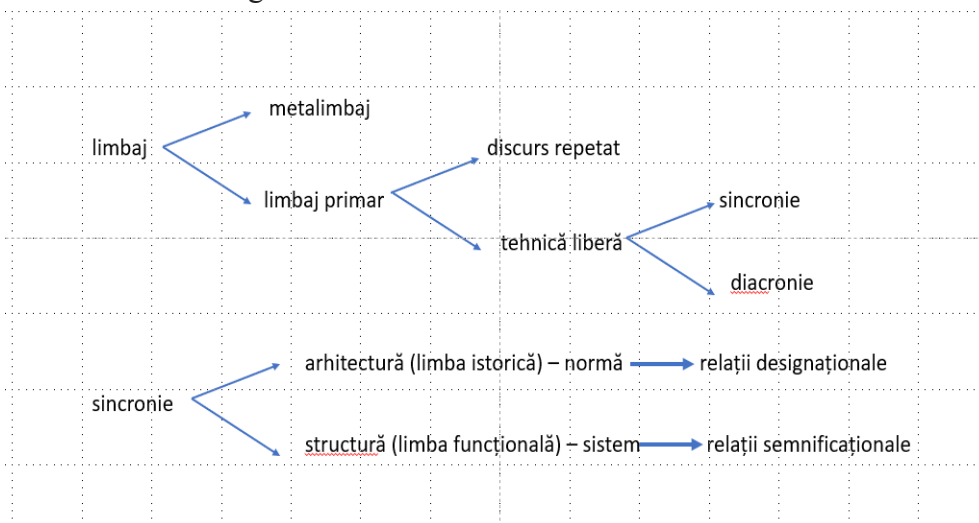 metalimbaj
limbaj
discurs repetat
limbaj primar
sincronie
tehnică liberă
diacronie
arhitectură (limba istorică) – normă
relații designaționale
sincronie
structură (limba funcțională) – sistem
relații semnificaționale